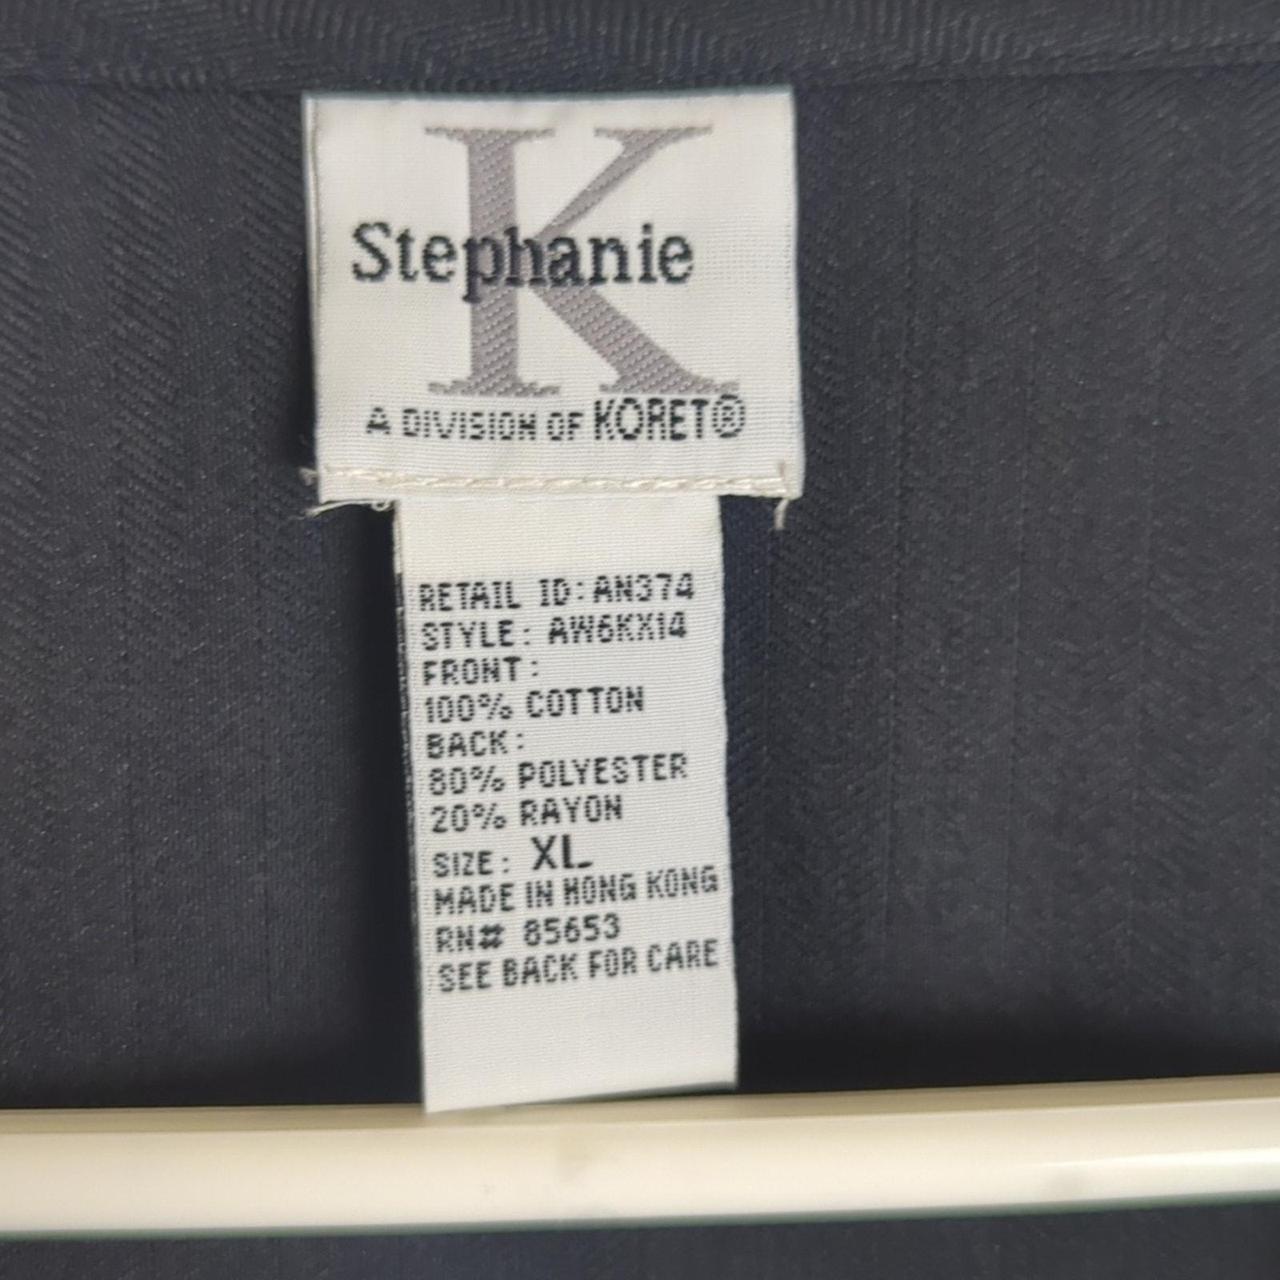 K
Stephanie
A DIVISION OF KORET®
RETAIL ID: AN374
STYLE: AW6KX14
FRONT:
100% COTTON
BACK:
80% POLYESTER
20% RAYON
SIZE: XL
MADE IN HONG KONG
RN# 85653
SEE BACK FOR CARE